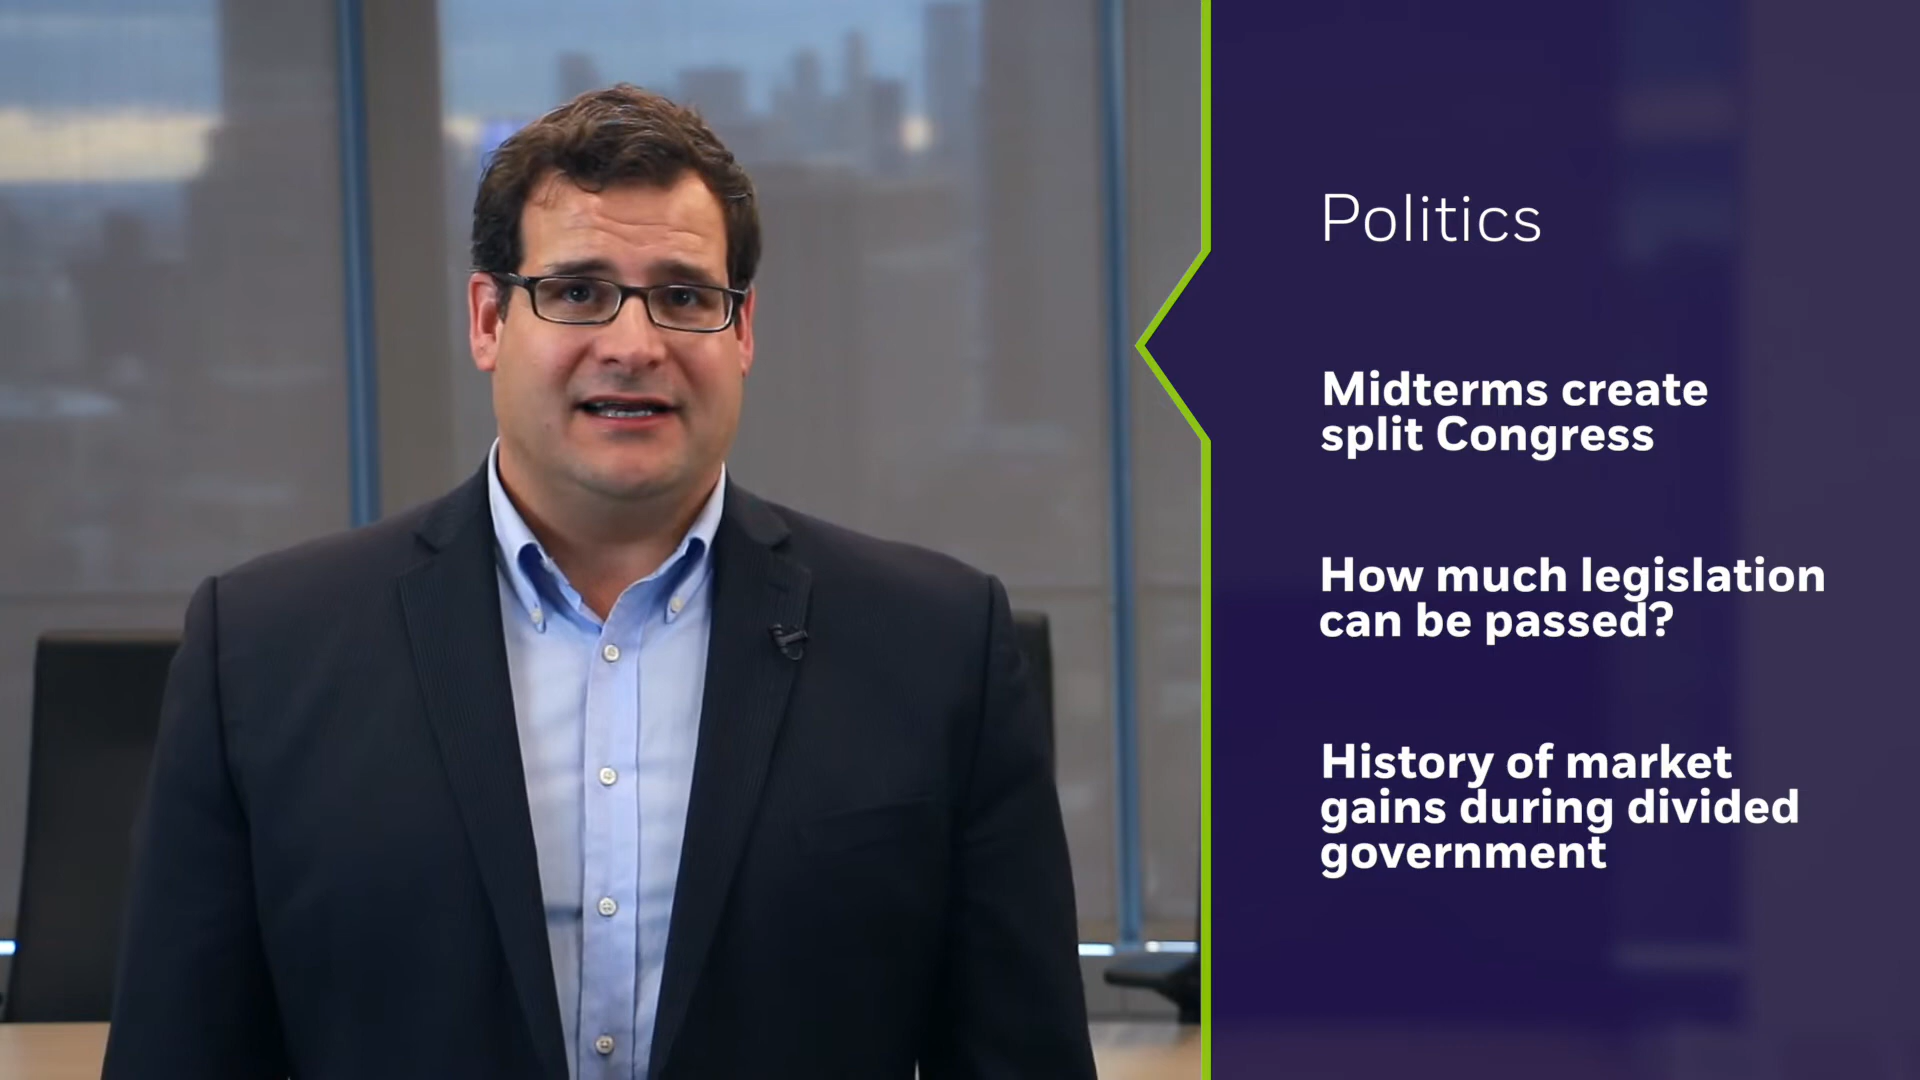 Politics
Midterms create
split Congress
How much legislation
can be passed?
History of market
gains during divided
government